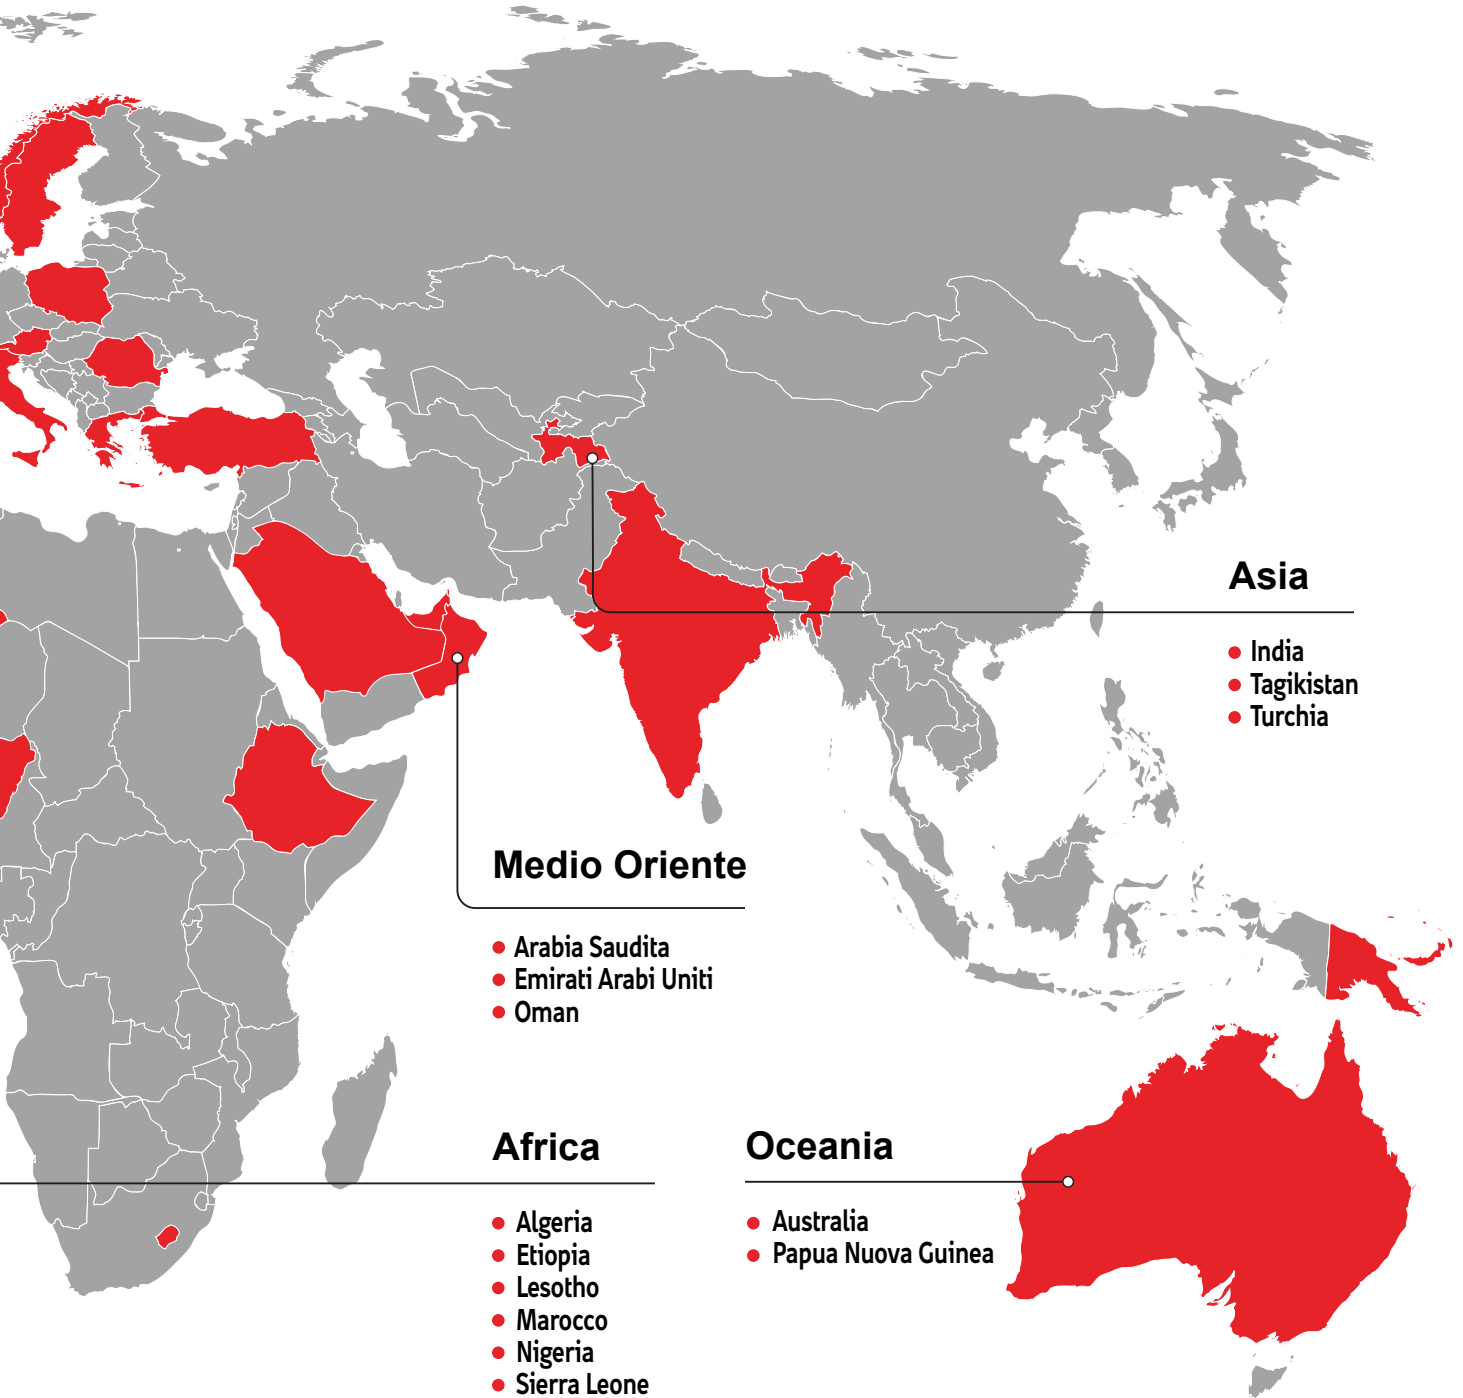 Asia
India
Tagikistan
Turchia
Medio Oriente
Arabia Saudita
Emirati Arabi Uniti
Oman
Africa
Algeria
Etiopia
Lesotho
Marocco
Nigeria
Sierra Leone
Oceania
Australia
Papua Nuova Guinea